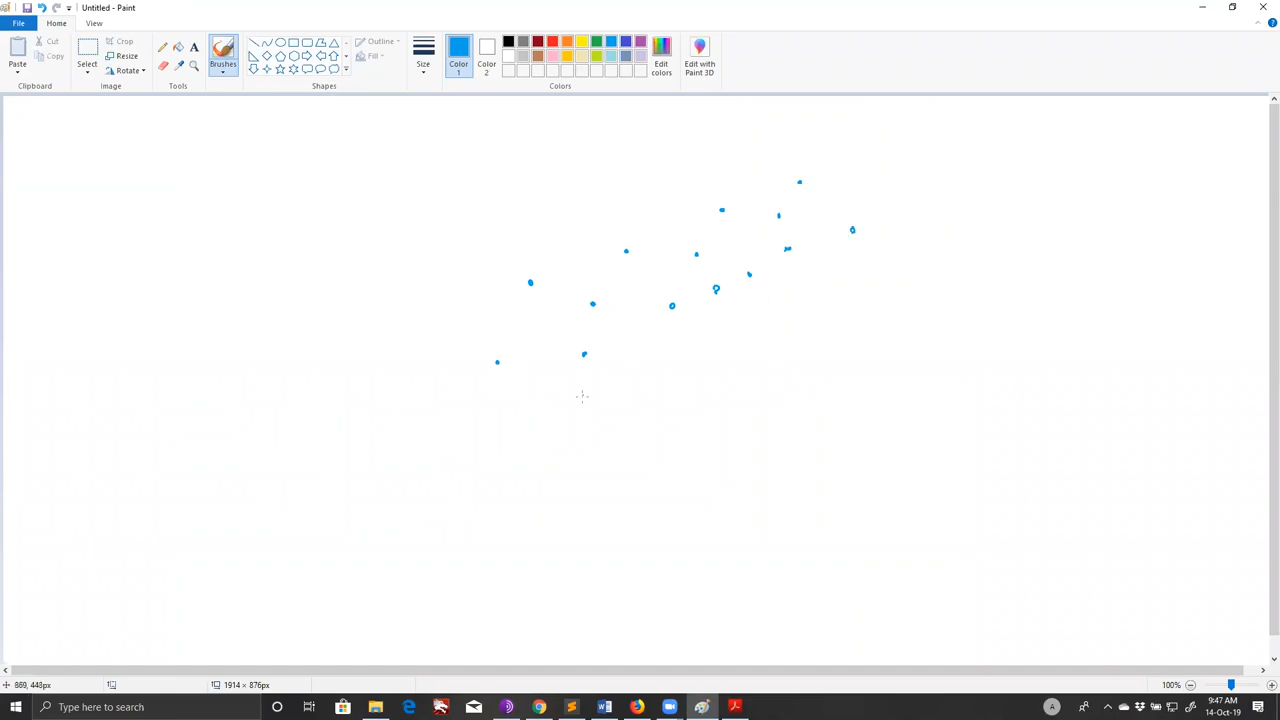 Untitled - Paint
File Home View
Paste
Cut
Copy
Clipboard
Select
Crop
Resize
Rotate
Image
A
Tools
Brushes
Outline
Fill
Shapes
Size
Color 1
Color 2
Edit colors
Colors
Edit with Paint 3D
869, 448px
1914 × 876px
100%
Type here to search
A
9:47 AM
14-Oct-19